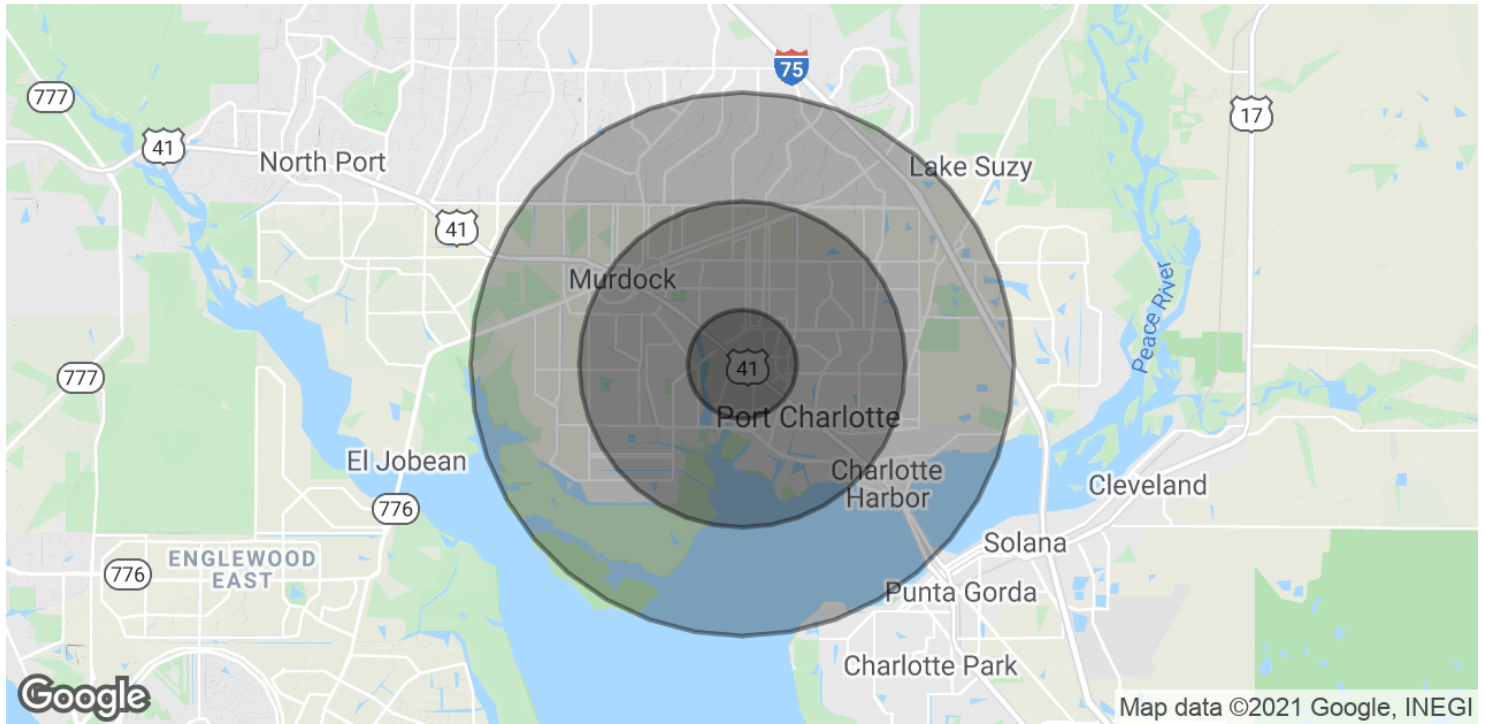 75
777
17
41
North Port
Lake Suzy
41
Murdock
Peace River
41
777
Port Charlotte
El Jobean
Charlotte
Harbor
Cleveland
776
Solana
ENGLEWOOD
EAST
776
Punta Gorda
Charlotte Park
Google
Map data ©2021 Google, INEGI